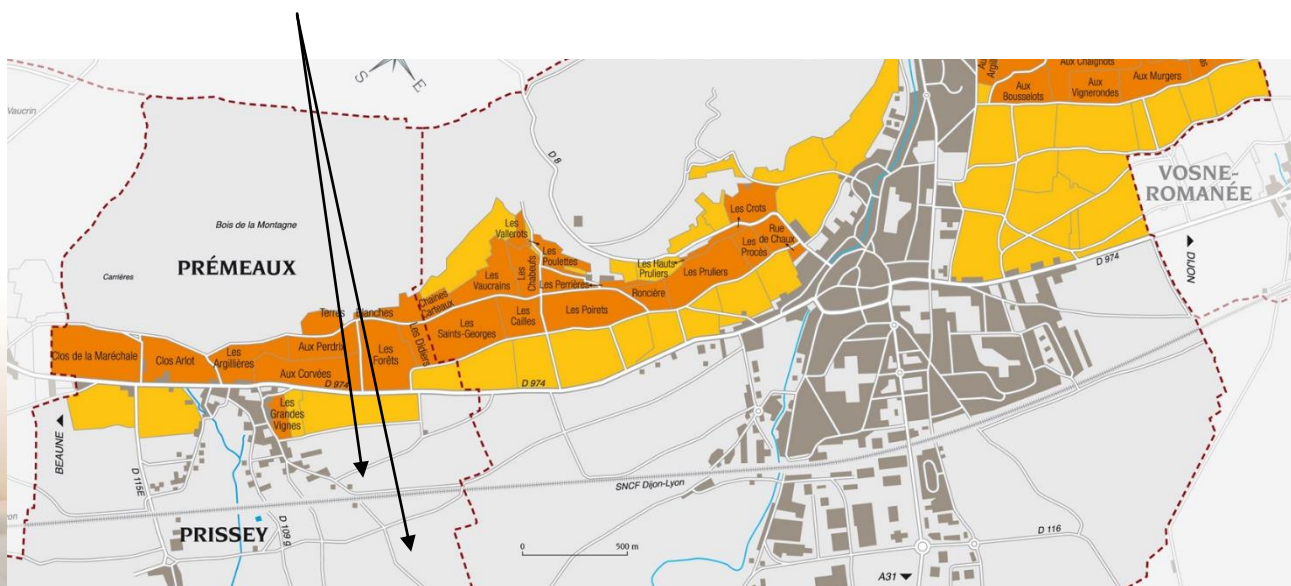 Vaucrin
S
E
Bois de la Montagne
Carrières
PRÉMEAUX
D 8
Aux Chaignots
Aux
Bousselots
Aux
Vignerondes
Aux Murgers
VOSNE-
ROMANÉE
DIJON
D 974
Les Crots
Rue
de Chaux
Les
Procès
Les Pruliers
Les Hauts
Pruliers
Roncière
Les
Vallerots
Les
Poulettes
Les
Chabœufs
Les Perrières
Les
Vaucrains
Chaines
Carteaux
Les
Saints-Georges
Les
Cailles
Les Poirets
Terres Blanches
Les Didiers
Les
Forêts
Aux Perdrix
Aux Corvées
Les
Argillières
Clos Arlot
Clos de la Maréchale
D 974
D 974
Les
Grandes
Vignes
BEAUNE
D 115E
PRISSEY
D 109 g
SNCF Dijon-Lyon
0 500 m
D 116
A31